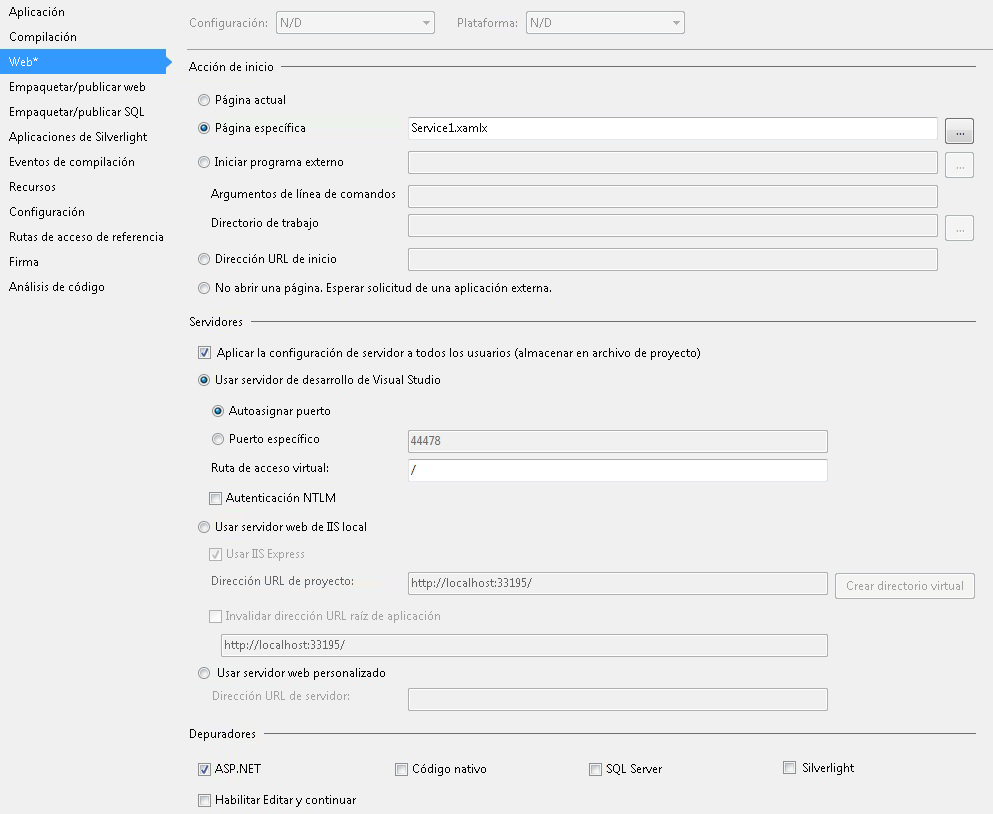 Aplicación
Compilación
Web*
Empaquetar/publicar web
Empaquetar/publicar SQL
Aplicaciones de Silverlight
Eventos de compilación
Recursos
Configuración
Rutas de acceso de referencia
Firma
Análisis de código
Configuración: N/D Plataforma: N/D
Acción de inicio
Página actual
Página específica Service1.xamlx ...
Iniciar programa externo ...
Argumentos de línea de comandos
Directorio de trabajo ...
Dirección URL de inicio
No abrir una página. Esperar solicitud de una aplicación externa.
Servidores
Aplicar la configuración de servidor a todos los usuarios (almacenar en archivo de proyecto)
Usar servidor de desarrollo de Visual Studio
Autoasignar puerto
Puerto específico 44478
Ruta de acceso virtual: /
Autenticación NTLM
Usar servidor web de IIS local
Usar IIS Express
Dirección URL de proyecto: http://localhost:33195/ Crear directorio virtual
Invalidar dirección URL raíz de aplicación
http://localhost:33195/
Usar servidor web personalizado
Dirección URL de servidor:
Depuradores
ASP.NET Código nativo SQL Server Silverlight
Habilitar Editar y continuar